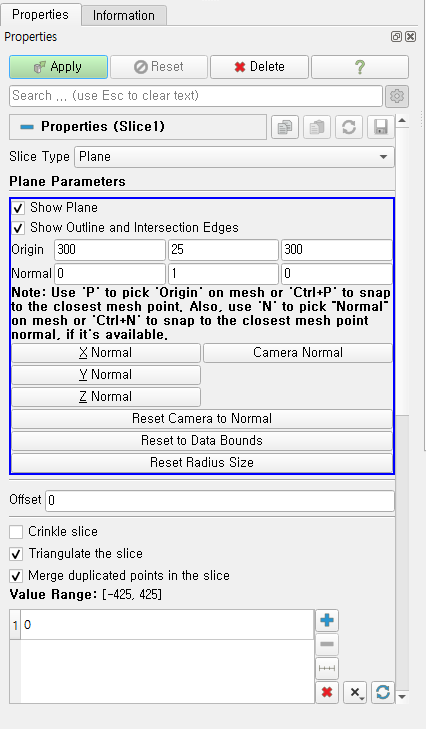 Properties Information
Properties
Apply Reset Delete ?
Search ... (use Esc to clear text)
Properties (Slice1)
Slice Type Plane
Plane Parameters
Show Plane
Show Outline and Intersection Edges
Origin 300 25 300
Normal 0 1 0
Note: Use 'P' to pick 'Origin' on mesh or 'Ctrl+P' to snap
to the closest mesh point. Also, use 'N' to pick "Normal"
on mesh or 'Ctrl+N' to snap to the closest mesh point
normal, if it's available.
X Normal Camera Normal
Y Normal
Z Normal
Reset Camera to Normal
Reset to Data Bounds
Reset Radius Size
Offset 0
Crinkle slice
Triangulate the slice
Merge duplicated points in the slice
Value Range: [-425, 425]
1 0